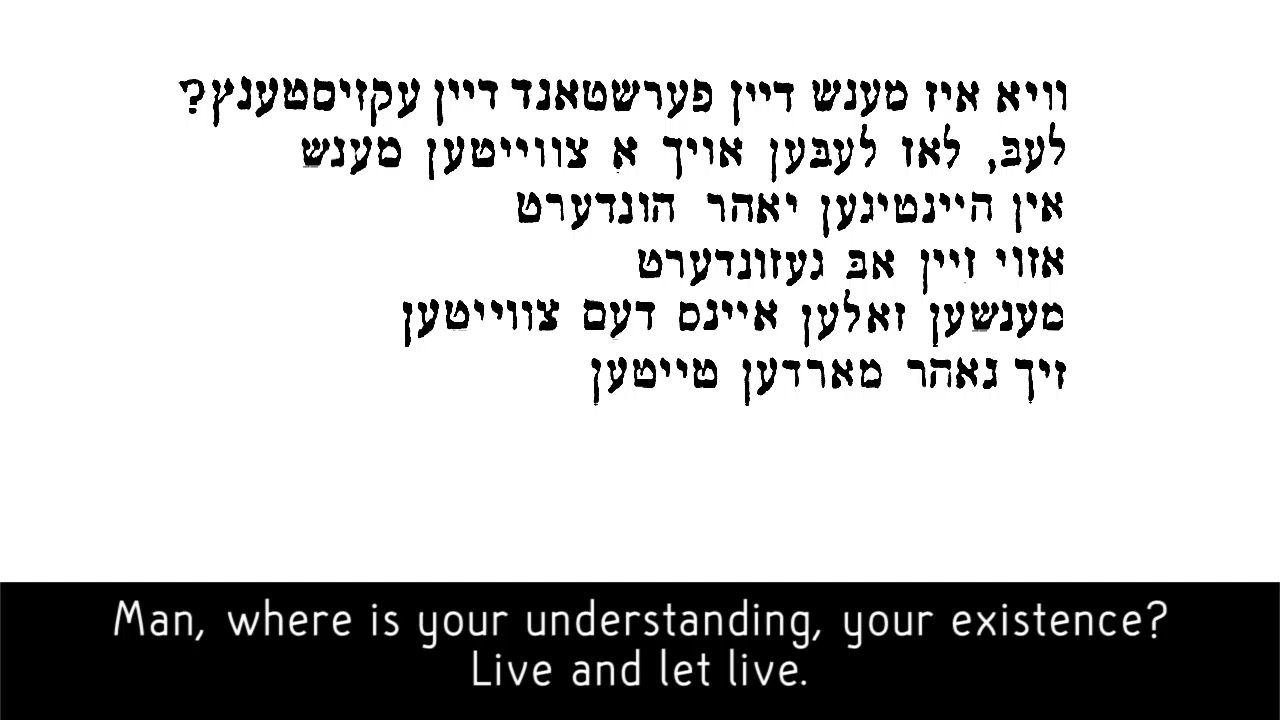 וויא איז מענש דיין פערשטאנד דיין עקזיסטענץ?
לעבּ, לאז לעבּען אויך אַ צווייטען מענש
אין היינטיגען יאהר הונדערט
אזוי זיין אבּ געזונדערט
מענשען זאלען איינס דעם צווייטען
זיך גאהר מארדען טייטען
Man, where is your understanding, your existence?
Live and let live.